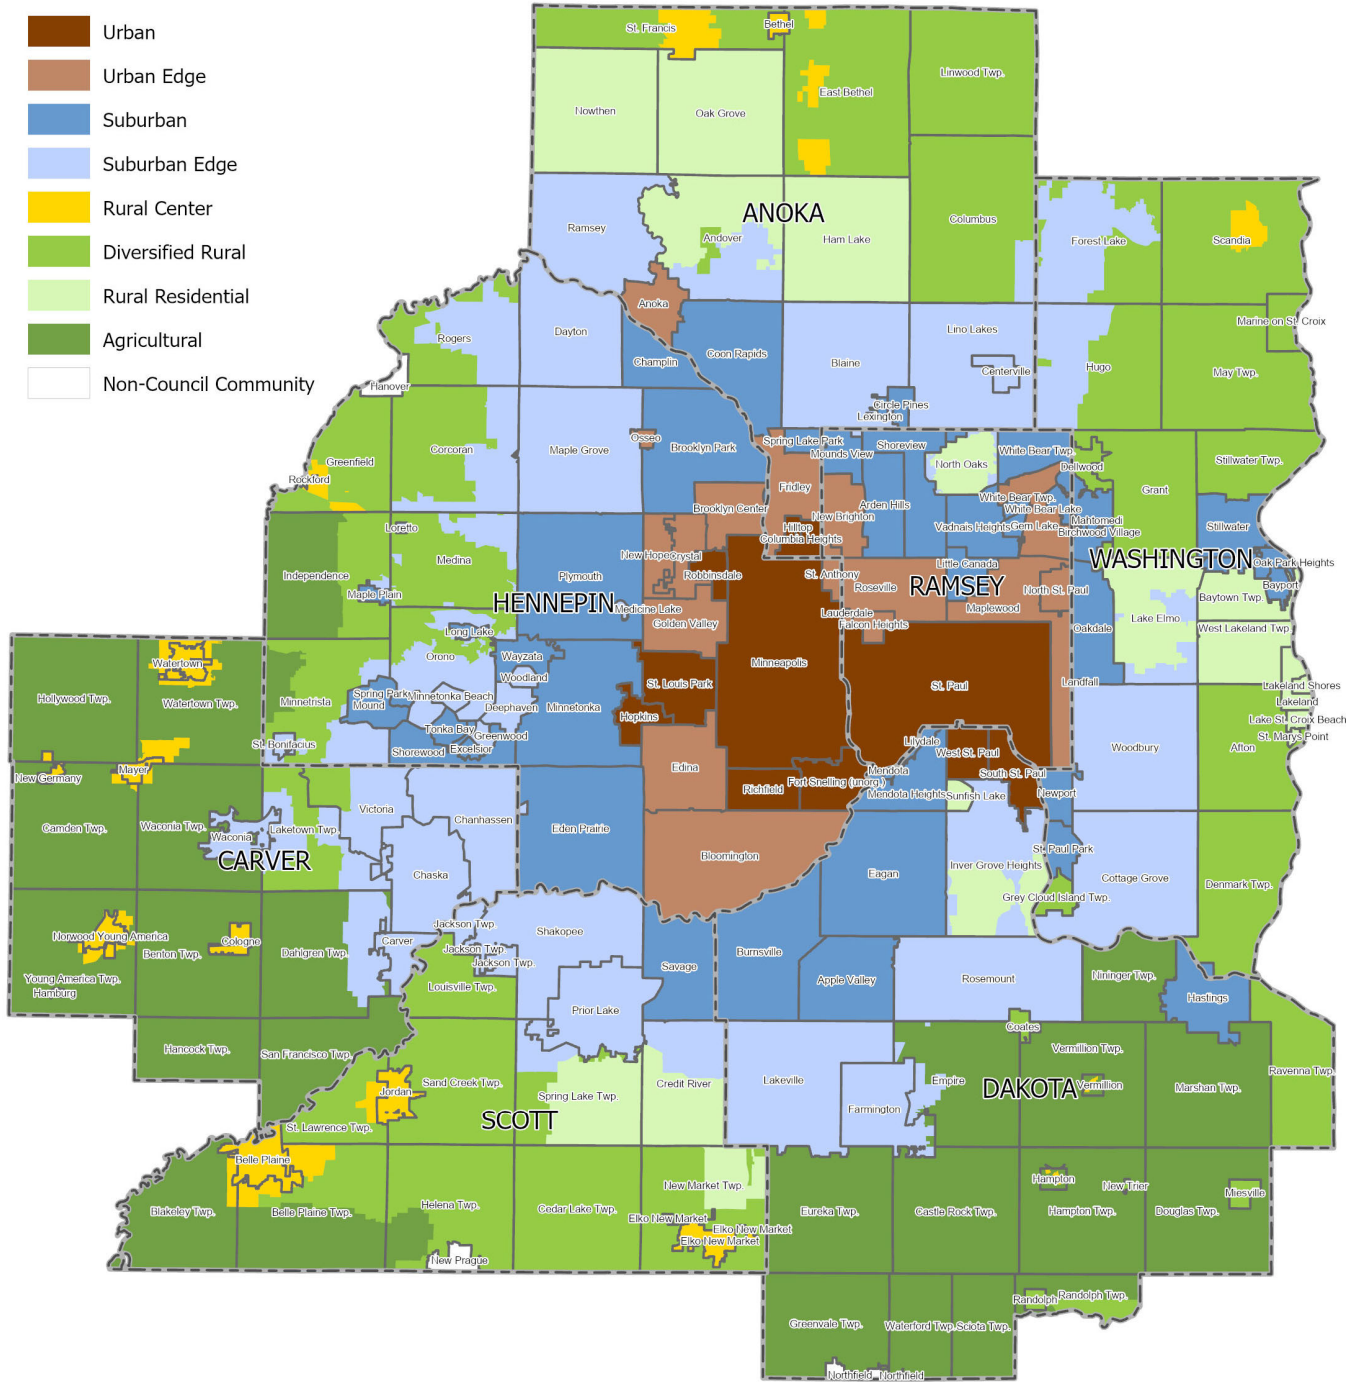 Urban
Urban Edge
Suburban
Suburban Edge
Rural Center
Diversified Rural
Rural Residential
Agricultural
Non-Council Community
St. Francis
Bethel
Linwood Twp.
East Bethel
Nowthen
Oak Grove
ANOKA
Ramsey
Andover
Ham Lake
Columbus
Forest Lake
Scandia
Anoka
Marine on St. Croix
Rogers
Dayton
Champlin
Coon Rapids
Blaine
Lino Lakes
Centerville
Hugo
May Twp.
Hanover
Circle Pines
Lexington
Corcoran
Maple Grove
Osseo
Brooklyn Park
Spring Lake Park
Mounds View
Shoreview
White Bear Twp.
North Oaks
Dellwood
Stillwater Twp.
Greenfield
Rockford
Fridley
Grant
White Bear Twp.
White Bear Lake
Arden Hills
Brooklyn Center
New Brighton
Hilltop
Columbia Heights
Vadnais Heights
Gem Lake
Mahtomedi
Birchwood Village
Stillwater
Loretto
Medina
New Hope
Crystal
Robbinsdale
WASHINGTON
Oak Park Heights
Bayport
Independence
Plymouth
St. Anthony
Roseville
Little Canada
RAMSEY
North St. Paul
Maple Plain
HENNEPIN
Medicine Lake
Golden Valley
Lauderdale
Falcon Heights
Maplewood
Baytown Twp.
Lake Elmo
West Lakeland Twp.
Oakdale
Long Lake
Orono
Wayzata
Woodland
Watertown
Minneapolis
St. Paul
Landfall
Lakeland Shores
Lakeland
Lake St. Croix Beach
St. Marys Point
Hollywood Twp.
Watertown Twp.
Minnetrista
Spring Park
Mound
Minnetonka Beach
Deephaven
Minnetonka
St. Louis Park
Hopkins
Tonka Bay
Greenwood
Excelsior
Shorewood
St. Bonifacius
Lilydale
West St. Paul
Woodbury
Afton
Edina
Mendota
South St. Paul
New Germany
Mayer
Richfield
Fort Snelling (unorg.)
Mendota Heights
Sunfish Lake
Newport
Camden Twp.
Waconia Twp.
Waconia
Laketown Twp.
Victoria
Chanhassen
Eden Prairie
Bloomington
St. Paul Park
CARVER
Chaska
Eagan
Inver Grove Heights
Cottage Grove
Denmark Twp.
Grey Cloud Island Twp.
Norwood Young America
Cologne
Benton Twp.
Dahlgren Twp.
Carver
Jackson Twp.
Jackson Twp.
Jackson Twp.
Shakopee
Savage
Burnsville
Apple Valley
Rosemount
Nininger Twp.
Hastings
Young America Twp.
Hamburg
Louisville Twp.
Prior Lake
Coates
Hancock Twp.
San Francisco Twp.
Vermillion Twp.
Ravenna Twp.
Jordan
Sand Creek Twp.
Spring Lake Twp.
Credit River
Lakeville
Empire
Farmington
DAKOTA
Vermillion
Marshan Twp.
SCOTT
St. Lawrence Twp.
Belle Plaine
Blakeley Twp.
Belle Plaine Twp.
Helena Twp.
Cedar Lake Twp.
New Market Twp.
Elko New Market
Elko New Market
Elko New Market
New Prague
Eureka Twp.
Castle Rock Twp.
Hampton
Hampton Twp.
New Trier
Douglas Twp.
Miesville
Randolph
Randolph Twp.
Greenvale Twp.
Waterford Twp.
Sciota Twp.
Northfield
Northfield